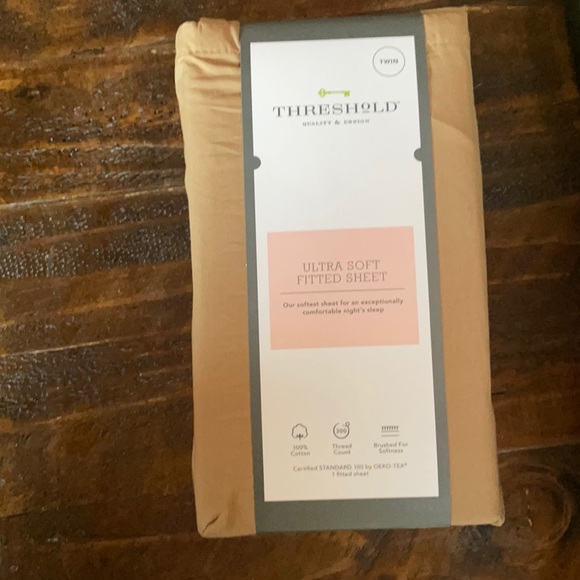 TWIN
THRESHOLD™
QUALITY & DESIGN
ULTRA SOFT
FITTED SHEET
Our softest sheet for an exceptionally
comfortable night's sleep
100%
Cotton
300
Thread
Count
Brushed For
Softness
Certified STANDARD 100 by OEKO-TEX®
1 fitted sheet